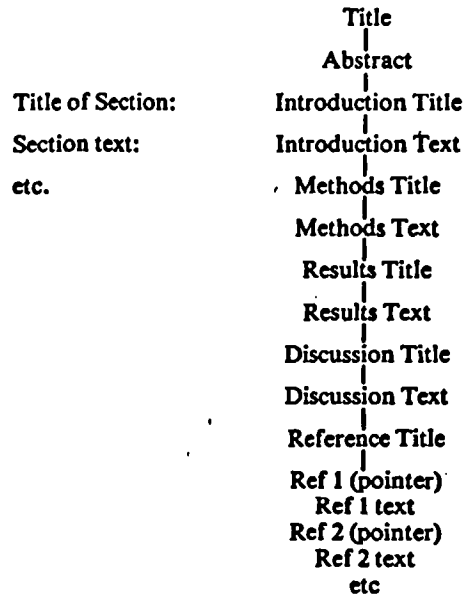 Title
Abstract
Title of Section: Introduction Title
Section text: Introduction Text
etc. Methods Title
Methods Text
Results Title
Results Text
Discussion Title
Discussion Text
Reference Title
Ref 1 (pointer)
Ref 1 text
Ref 2 (pointer)
Ref 2 text
etc